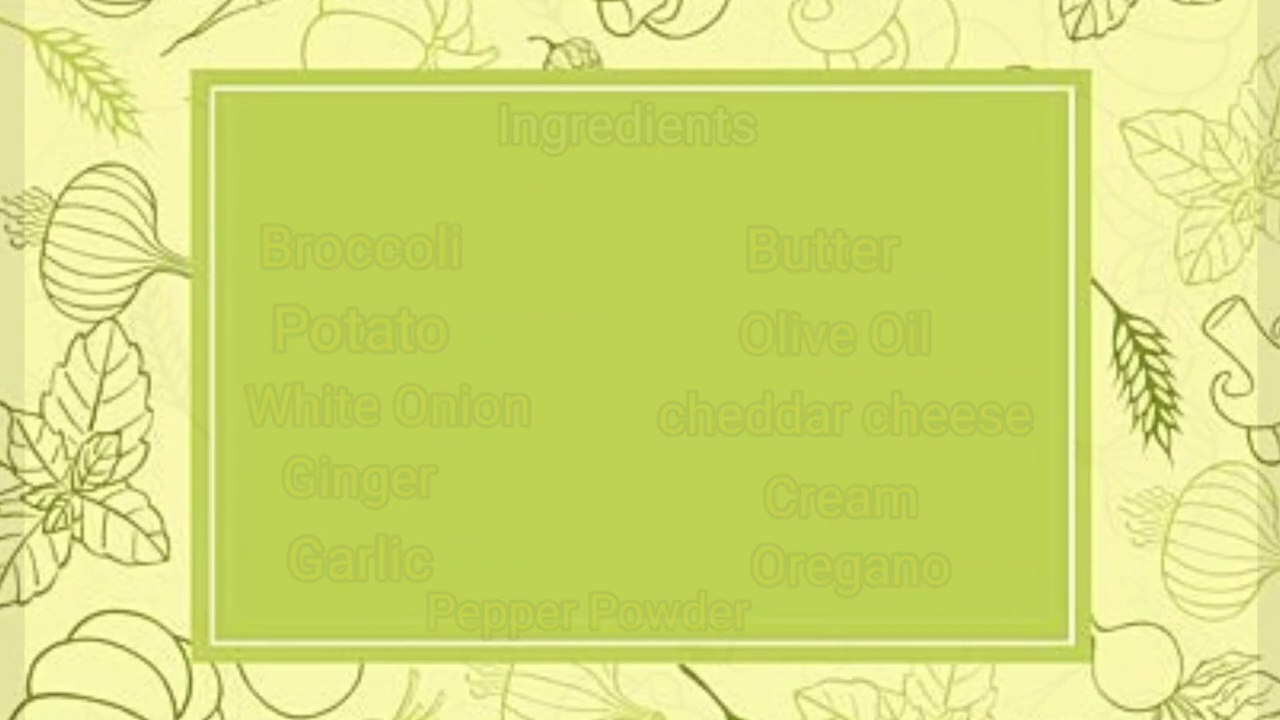 Ingredients
Broccoli
Potato
White Onion
Ginger
Garlic
Butter
Olive Oil
cheddar cheese
Cream
Oregano
Pepper Powder